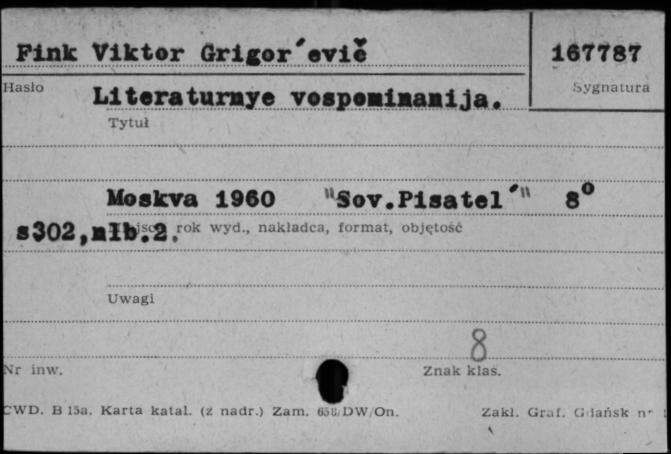 Fink Viktor Grigor´evič 167787
Hasło Sygnatura
Literaturnye vospominanija.
Tytuł
Moskva 1960 "Sov.Pisatel´" 8°
s302,nlb.2. rok wyd., nakładca, format, objętość
Uwagi
8
Nr inw. Znak klas.
CWD. B 15a. Karta katal. (z nadr.) Zam. 658/DW/On. Zakł. Graf. Gdańsk